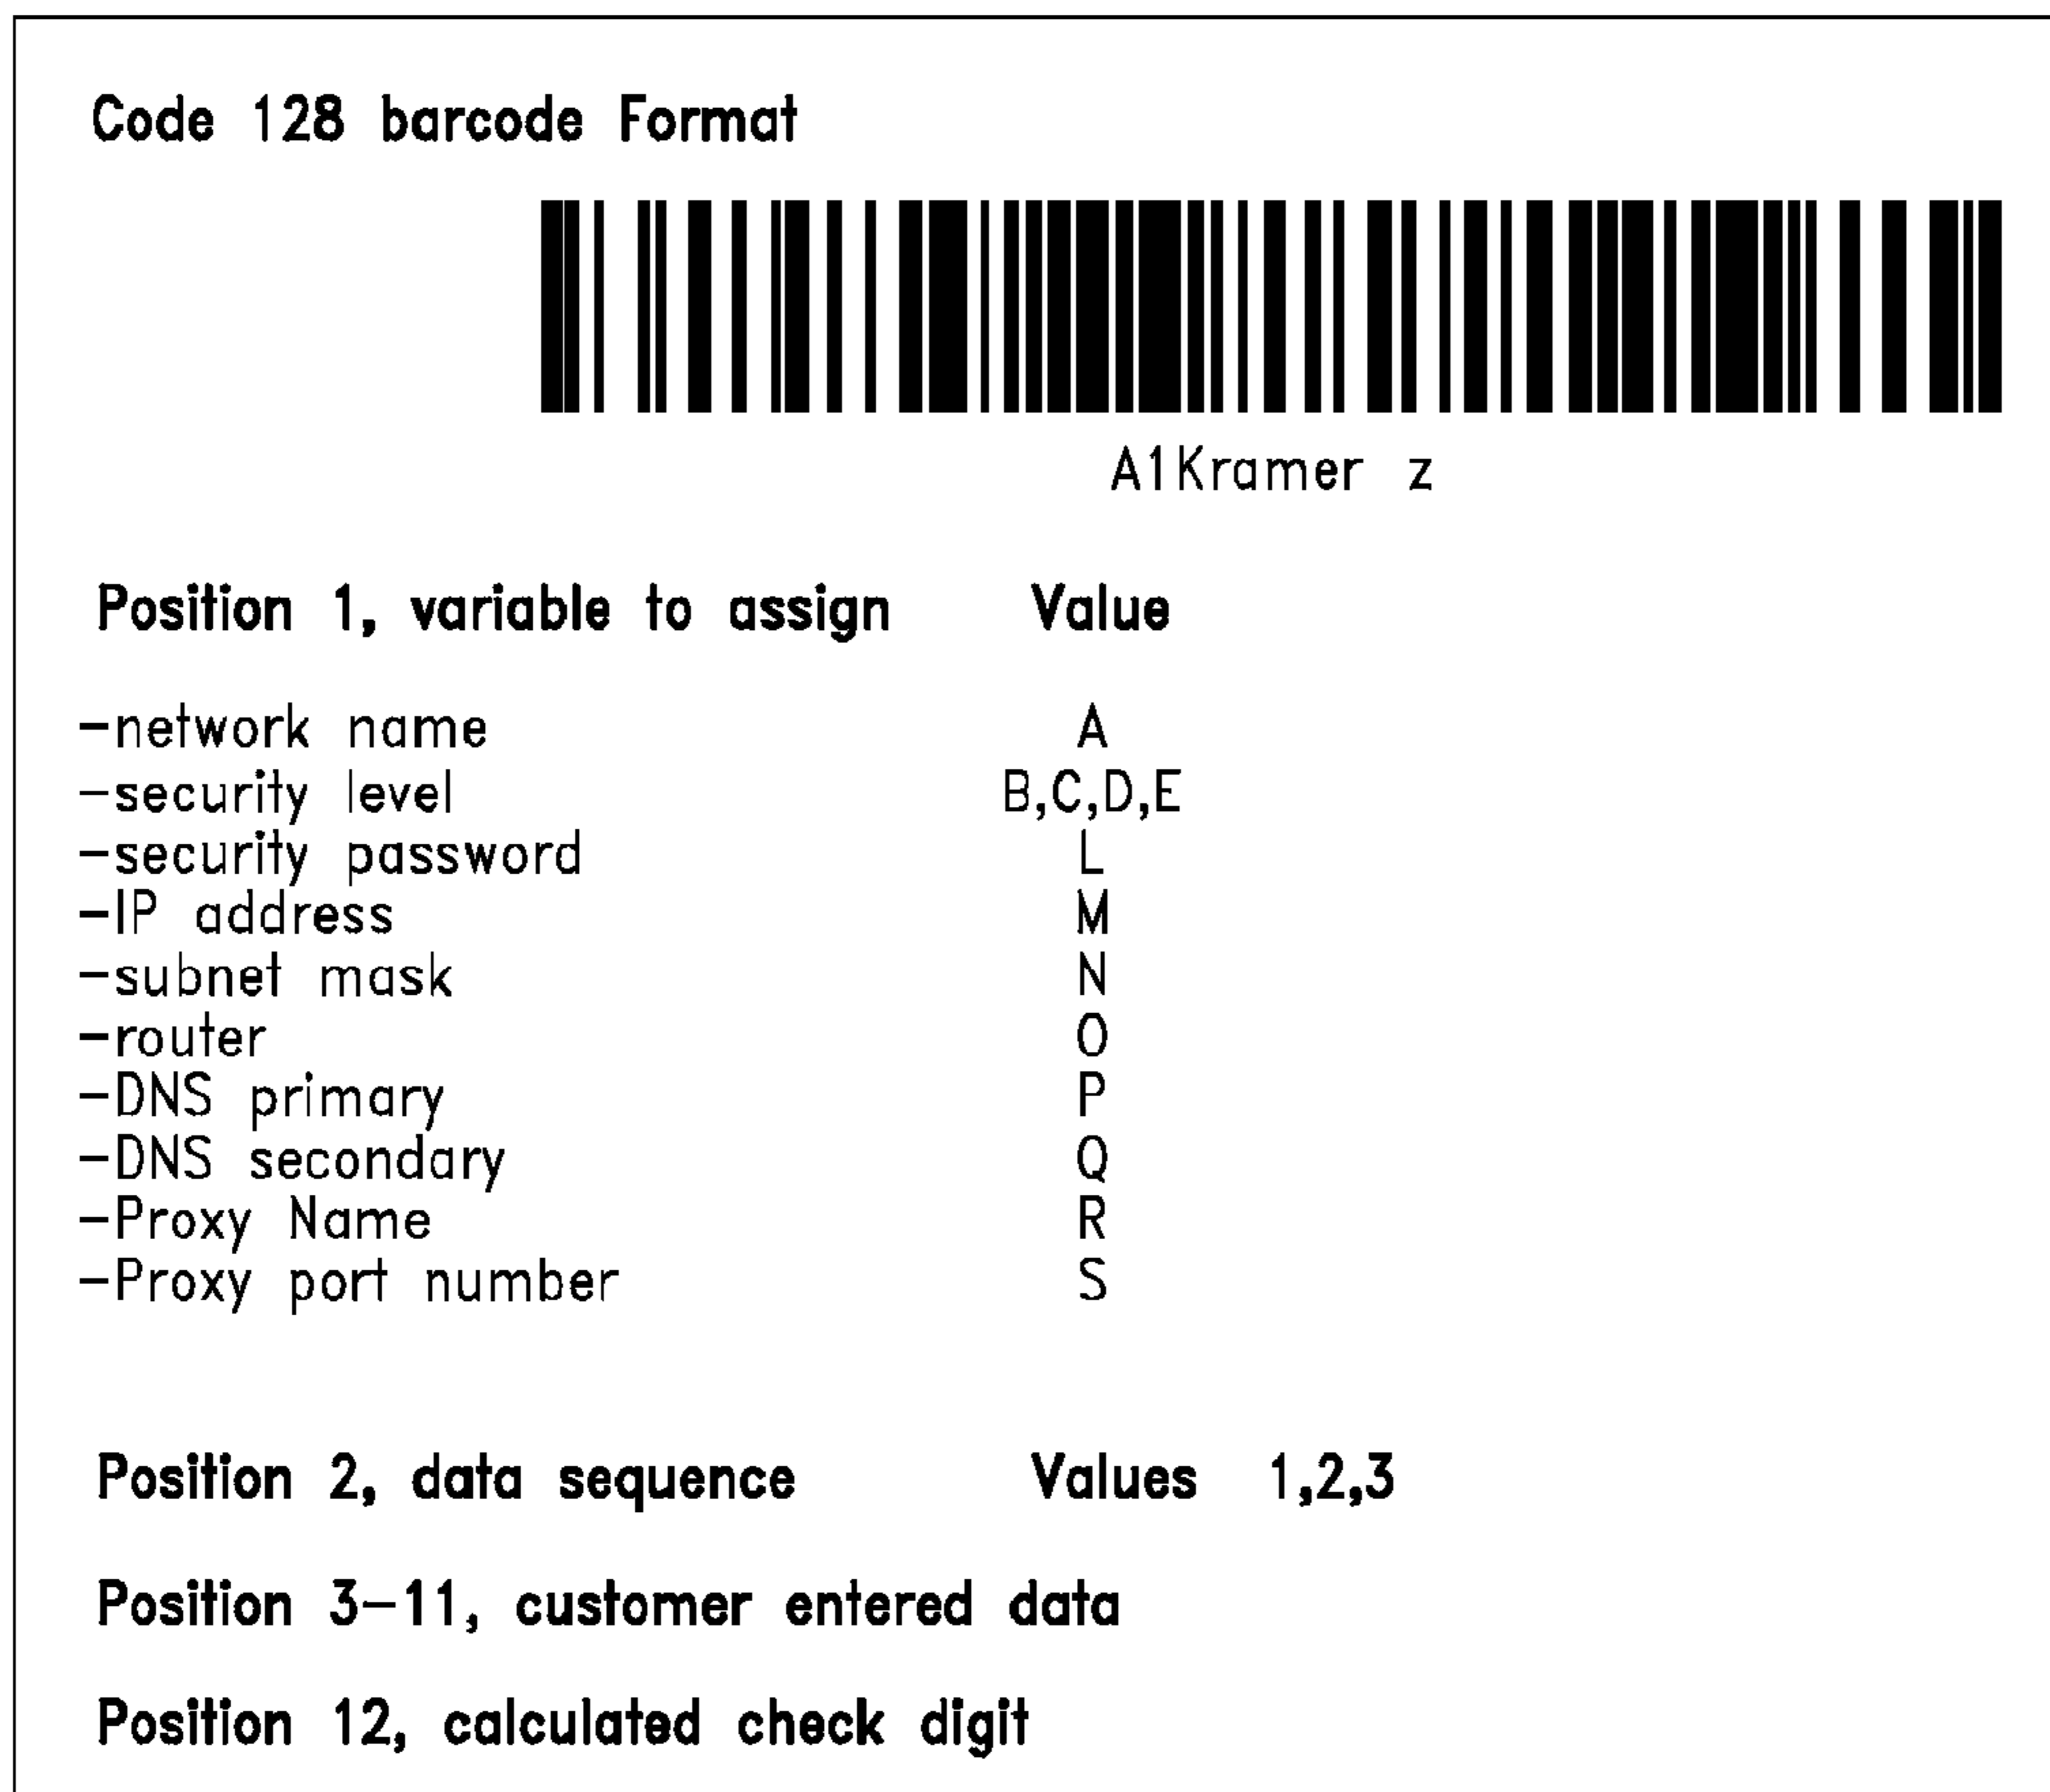 Code 128 barcode Format
A1Kramer z
Position 1, variable to assign Value
-network name A
-security level B,C,D,E
-security password L
-IP address M
-subnet mask N
-router O
-DNS primary P
-DNS secondary Q
-Proxy Name R
-Proxy port number S
Position 2, data sequence Values 1,2,3
Position 3-11, customer entered data
Position 12, calculated check digit